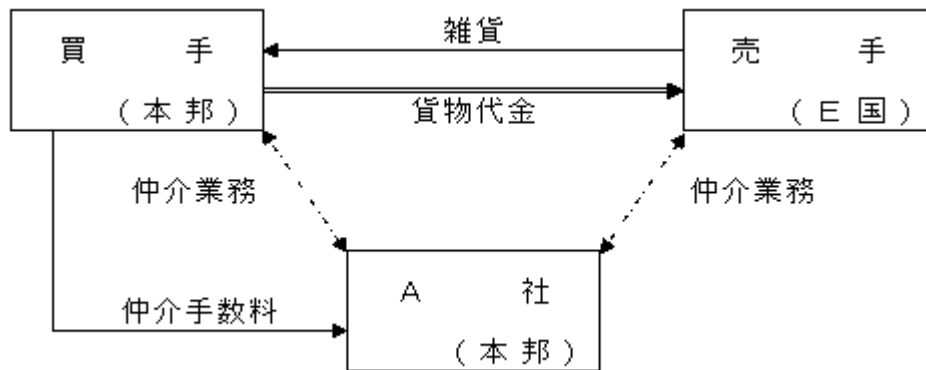 雑貨
買手
売手
(本邦)
貨物代金
(E国)
仲介業務
仲介業務
A社
仲介手数料
(本邦)